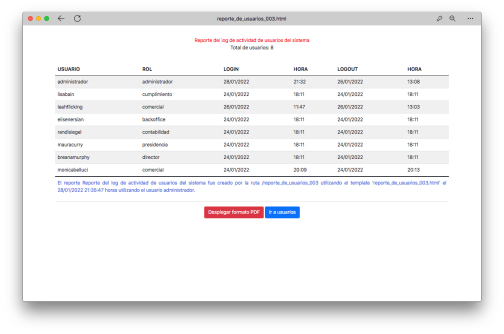 reporte_de_usuarios_003.html
Reporte del log de actividad de usuarios del sistema
Total de usuarios: 8
USUARIO ROL LOGIN HORA LOGOUT HORA
administrador administrador 28/01/2022 21:32 26/01/2022 13:08
lisabain cumplimiento 24/01/2022 18:11 24/01/2022 18:11
leahflicking comercial 26/01/2022 11:47 26/01/2022 13:03
elisenersian backoffice 24/01/2022 18:11 24/01/2022 18:11
randisiegel contabilidad 24/01/2022 18:11 24/01/2022 18:11
mauracurry presidencia 24/01/2022 18:11 24/01/2022 18:11
breanamurphy director 24/01/2022 18:11 24/01/2022 18:11
monicabelluci comercial 24/01/2022 20:09 24/01/2022 20:13
El reporte Reporte del log de actividad de usuarios del sistema fue creado por la ruta /reporte_de_usuarios_003 utilizando el template 'reporte_de_usuarios_003.html' el
28/01/2022 21:38:47 horas utilizando el usuario administrador.
Desplegar formato PDF Ir a usuarios